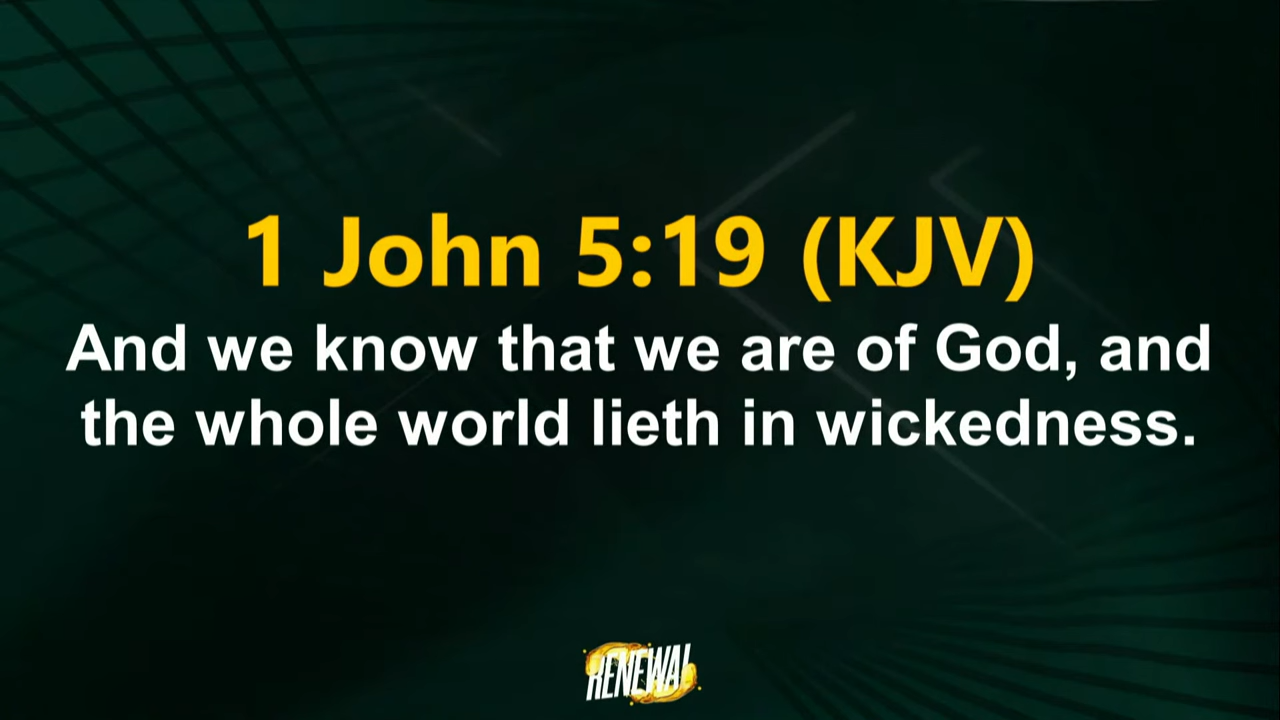 1 John 5:19 (KJV)
And we know that we are of God, and
the whole world lieth in wickedness.
RENEWAL